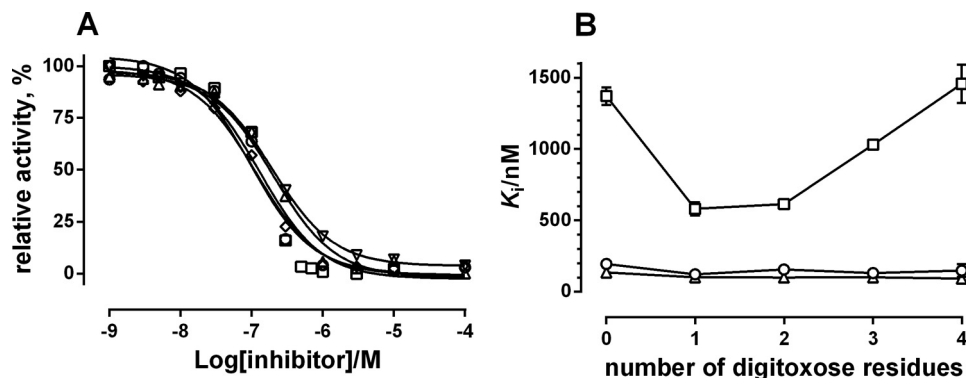 A
relative activity, %
100
75
50
25
0
-9 -8 -7 -6 -5 -4
Log[inhibitor]/M
B
Ki/nM
1500
1000
500
0
0 1 2 3 4
number of digitoxose residues